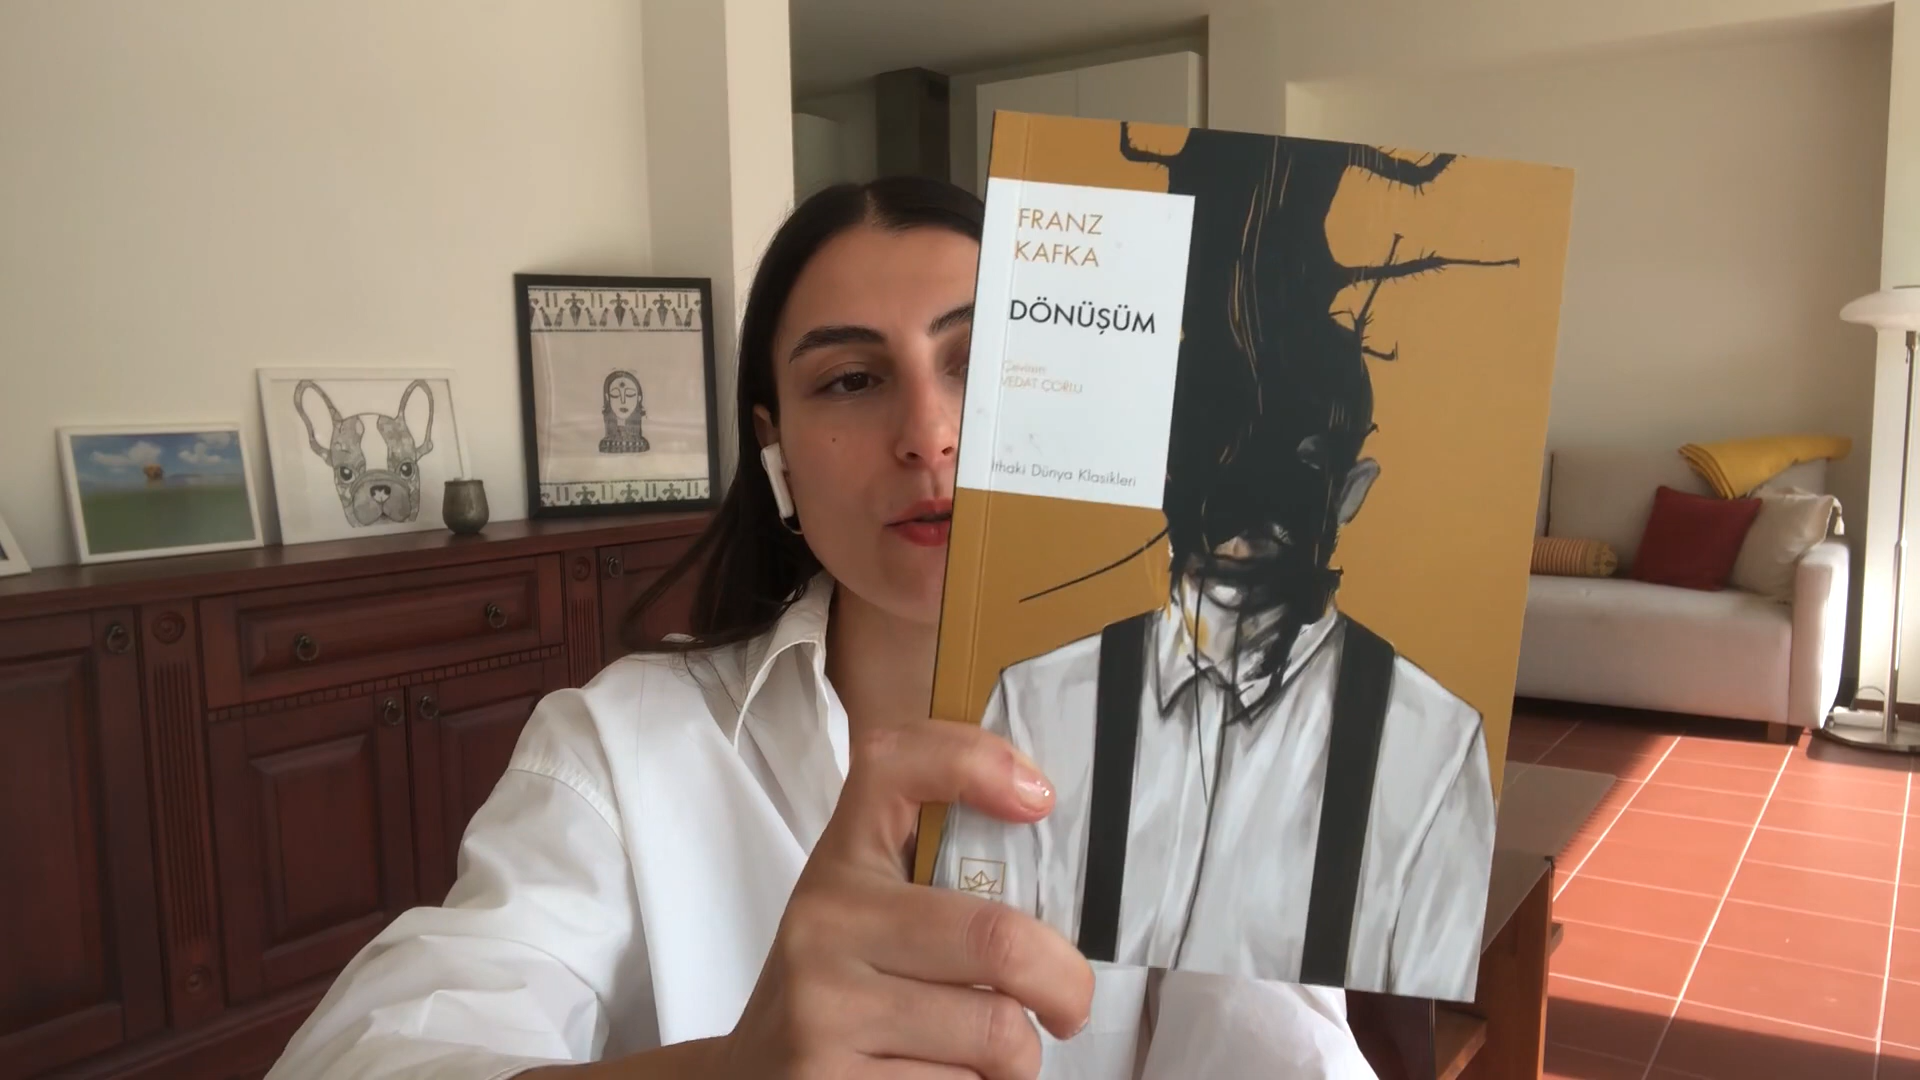 FRANZ
KAFKA
DÖNÜŞÜM
Çeviren:
VEDAT ÇORLU
İthaki Dünya Klasikleri